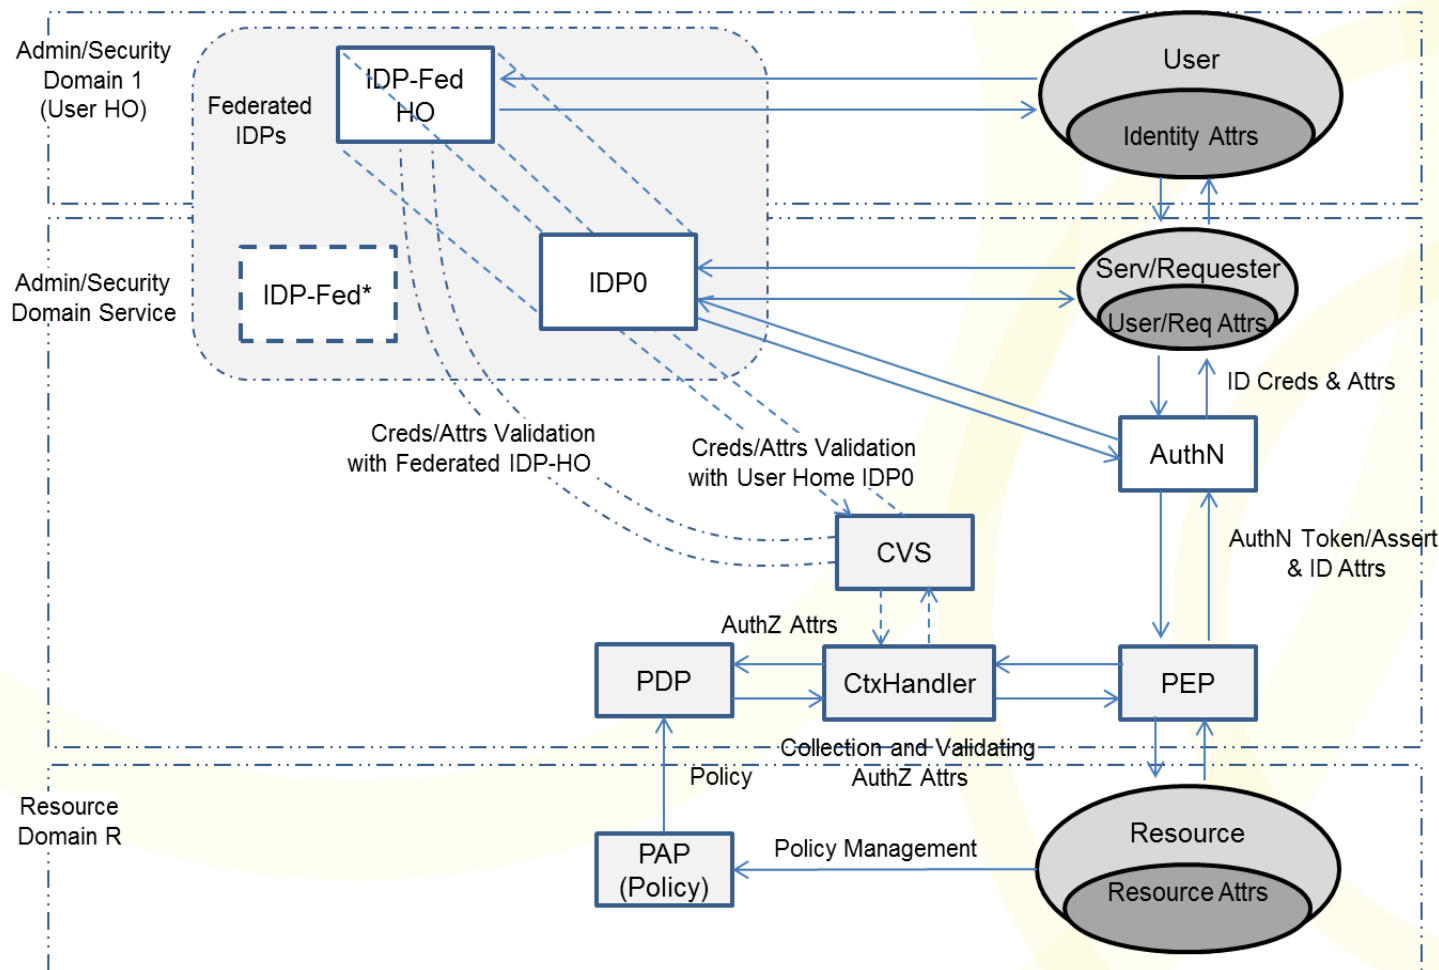 Admin/Security
Domain 1
(User HO)
Federated
IDPs
IDP-Fed
HO
User
Identity Attrs
Admin/Security
Domain Service
IDP-Fed*
IDP0
Serv/Requester
User/Req Attrs
ID Creds & Attrs
Creds/Attrs Validation
with Federated IDP-HO
Creds/Attrs Validation
with User Home IDP0
AuthN
CVS
AuthN Token/Assert
& ID Attrs
AuthZ Attrs
PDP
CtxHandler
PEP
Collection and Validating
AuthZ Attrs
Policy
Resource
Domain R
PAP
(Policy)
Policy Management
Resource
Resource Attrs